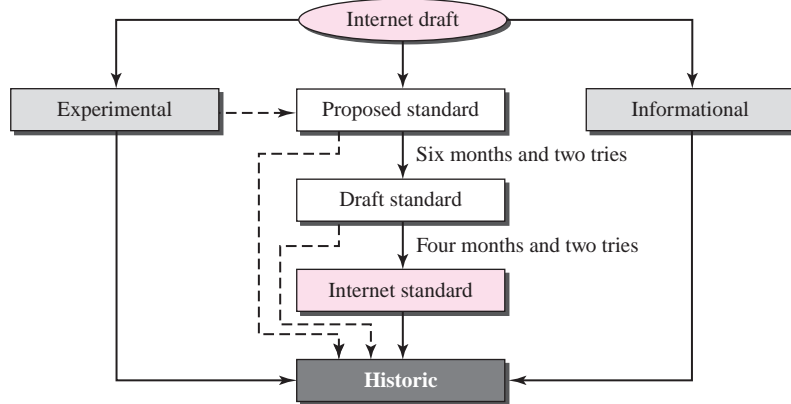 Internet draft
Experimental
Proposed standard
Informational
Six months and two tries
Draft standard
Four months and two tries
Internet standard
Historic